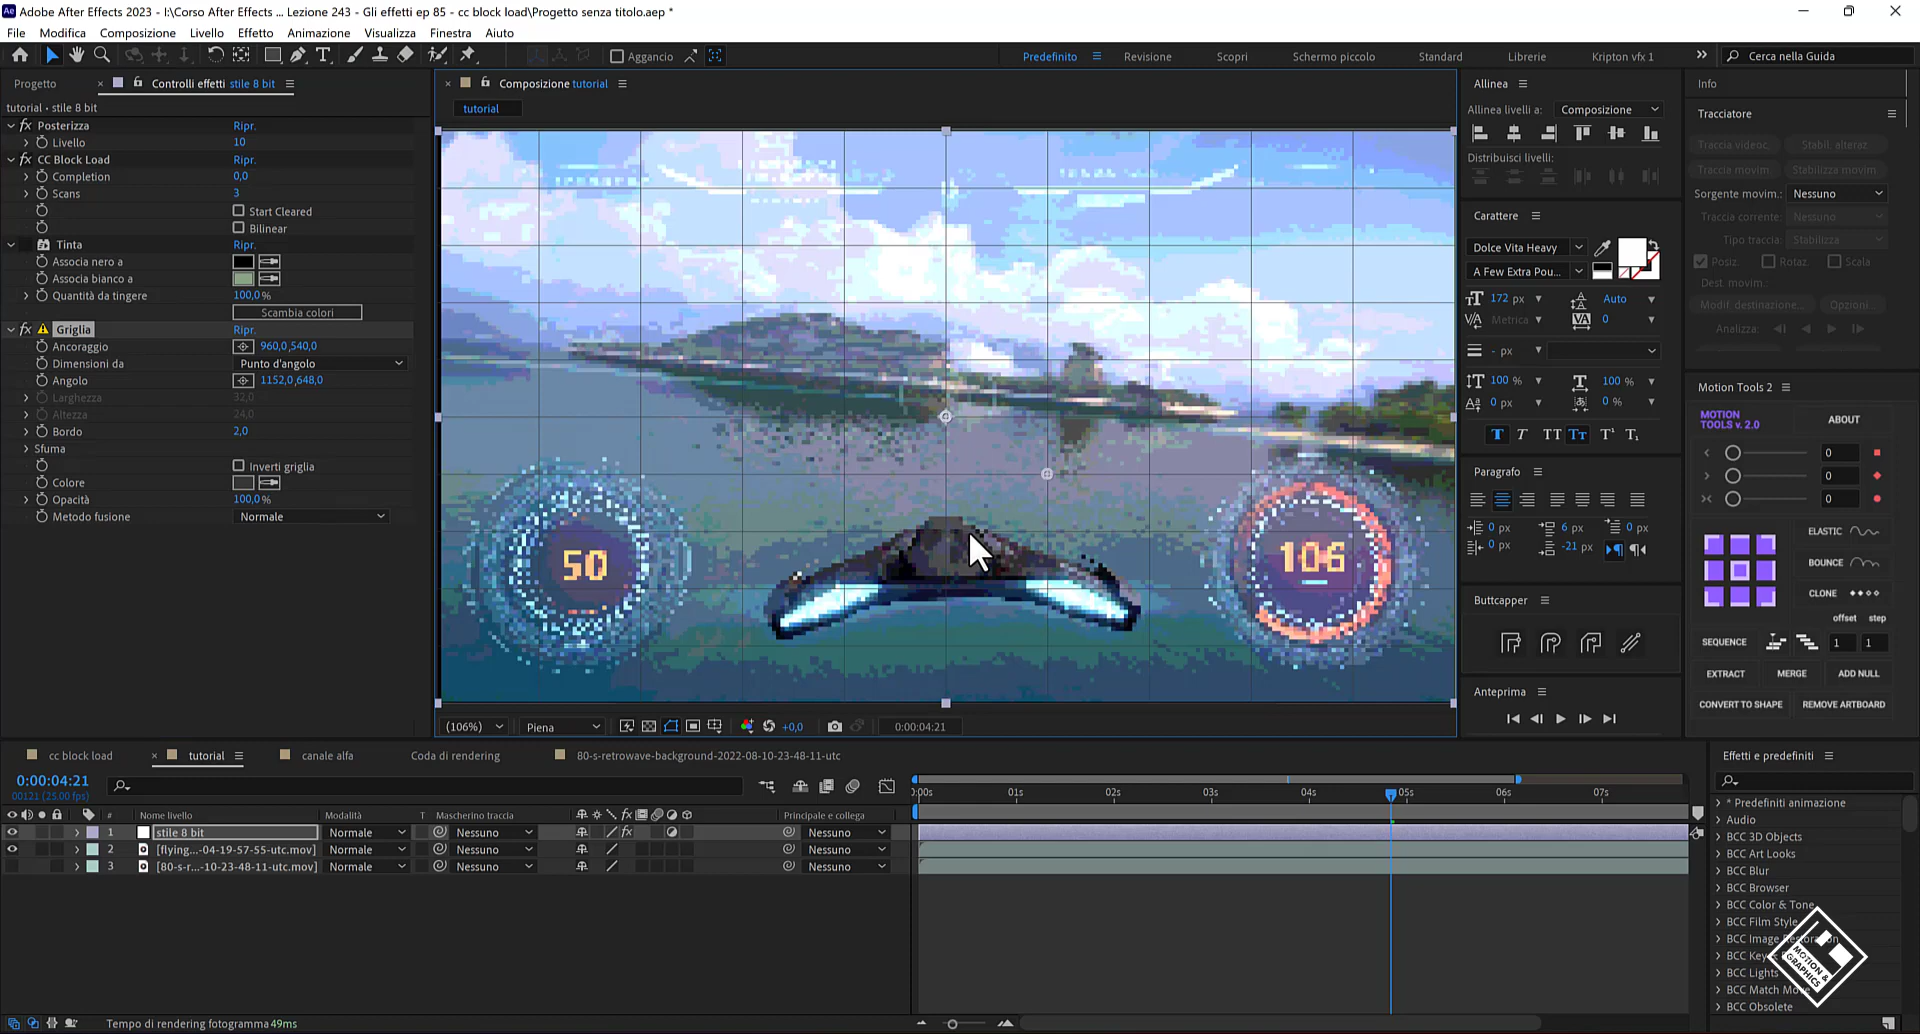 Adobe After Effects 2023 - I:\Corso After Effects ... Lezione 243 - Gli effetti ep 85 - cc block load\Progetto senza titolo.aep *
File Modifica Composizione Livello Effetto Animazione Visualizza Finestra Aiuto
Aggancio Predefinito Revisione Scopri Schermo piccolo Standard Librerie Kripton vfx 1 Cerca nella Guida
Progetto Controlli effetti stile 8 bit
tutorial • stile 8 bit
fx Posterizza Ripr.
Livello 10
fx CC Block Load Ripr.
Completion 0,0
Scans 3
Start Cleared
Bilinear
Tinta Ripr.
Associa nero a
Associa bianco a
Quantità da tingere 100,0%
Scambia colori
fx Griglia Ripr.
Ancoraggio 960,0,540,0
Dimensioni da Punto d'angolo
Angolo 1152,0,648,0
Larghezza 32,0
Altezza 24,0
Bordo 2,0
Sfuma
Inverti griglia
Colore
Opacità 100,0%
Metodo fusione Normale
Composizione tutorial
tutorial
50
106
(106%) Piena +0,0 0:00:04:21
Allinea
Allinea livelli a: Composizione
Distribuisci livelli:
Carattere
Dolce Vita Heavy
A Few Extra Pou...
172 px Auto
Metrica 0
- px
100 % 100 %
0 px 0 %
Paragrafo
0 px 6 px 0 px
0 px -21 px
Buttcapper
Anteprima
Info
Tracciatore
Traccia videoc. Stabil. alteraz
Traccia movim. Stabilizza movim.
Sorgente movim.: Nessuno
Traccia corrente: Nessuno
Tipo traccia: Stabilizza
Posiz. Rotaz. Scala
Dest. movim.:
Modif. destinazione... Opzioni...
Analizza:
Motion Tools 2
MOTION
TOOLS v. 2.0 ABOUT
0
0
0
ELASTIC
BOUNCE
CLONE
offset step
SEQUENCE 1 1
EXTRACT MERGE ADD NULL
CONVERT TO SHAPE REMOVE ARTBOARD
cc block load tutorial canale alfa Coda di rendering 80-s-retrowave-background-2022-08-10-23-48-11-utc
0:00:04:21
00121 (25.00 fps)
):00s 01s 02s 03s 04s 05s 06s 07s
# Nome livello Modalità T Mascherino traccia fx Principale e collega
1 stile 8 bit Normale Nessuno fx Nessuno
2 [flying...-04-19-57-55-utc.mov] Normale Nessuno Nessuno
3 [80-s-r...-10-23-48-11-utc.mov] Normale Nessuno Nessuno
Tempo di rendering fotogramma 49ms
Effetti e predefiniti
* Predefiniti animazione
Audio
BCC 3D Objects
BCC Art Looks
BCC Blur
BCC Browser
BCC Color & Tone
BCC Film Style
BCC Image Restoration
BCC Key
BCC Lights
BCC Match Move
BCC Obsolete
MOTION &
GRAPHICS